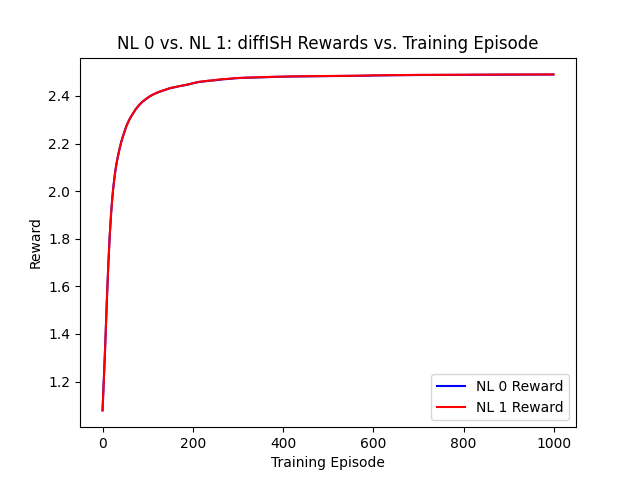 NL 0 vs. NL 1: diffISH Rewards vs. Training Episode
2.4
2.2
2.0
1.8
1.6
1.4
1.2
Reward
0 200 400 600 800 1000
Training Episode
NL 0 Reward
NL 1 Reward